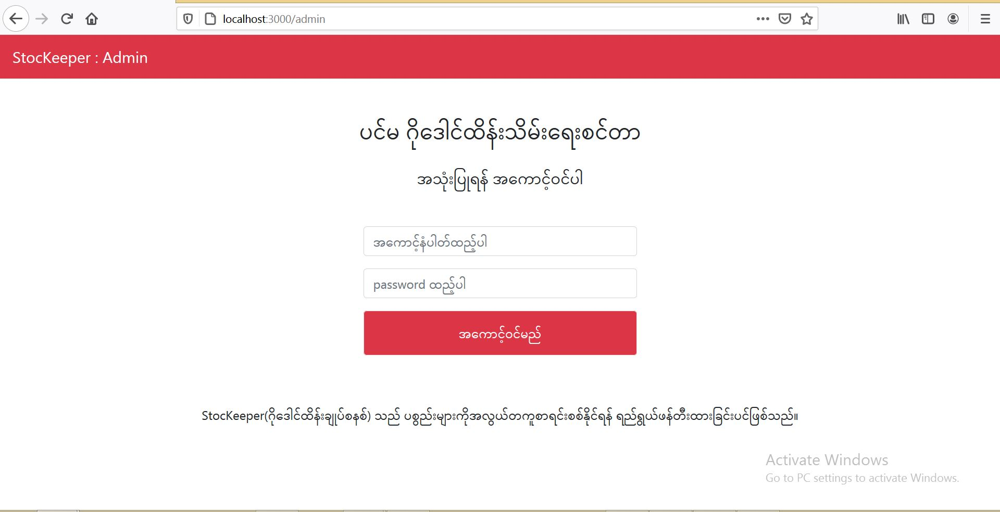 localhost:3000/admin
StocKeeper : Admin
ပင်မ ဂိုဒေါင်ထိန်းသိမ်းရေးစင်တာ
အသုံးပြုရန် အကောင့်ဝင်ပါ
အကောင့်နံပါတ်ထည့်ပါ
password ထည့်ပါ
အကောင့်ဝင်မည်
StocKeeper(ဂိုဒေါင်ထိန်းချုပ်စနစ်) သည် ပစ္စည်းများကိုအလွယ်တကူစာရင်းစစ်နိုင်ရန် ရည်ရွယ်ဖန်တီးထားခြင်းပင်ဖြစ်သည်။
Activate Windows
Go to PC settings to activate Windows.